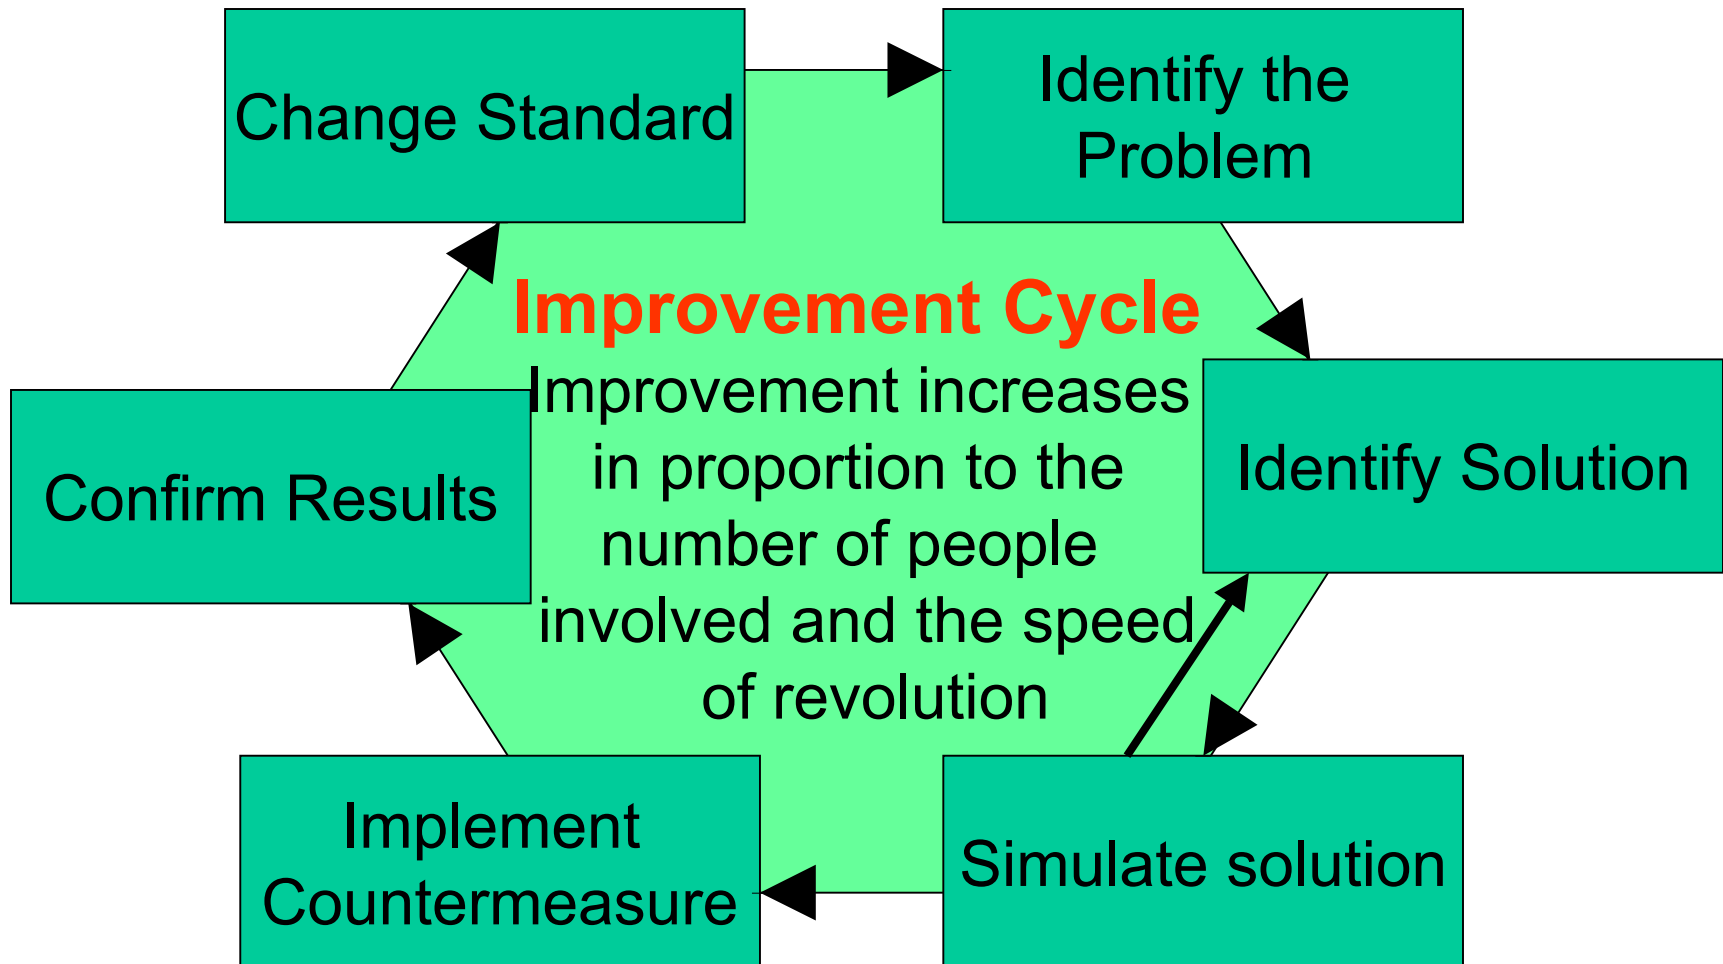 Change Standard
Identify the
Problem
Improvement Cycle
Improvement increases
in proportion to the
number of people
involved and the speed
of revolution
Identify Solution
Confirm Results
Implement
Countermeasure
Simulate solution